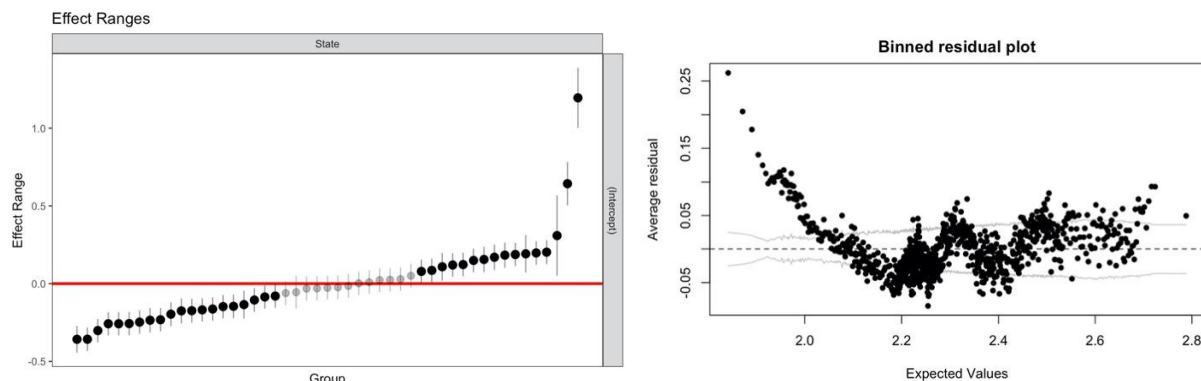 Effect Ranges
State
1.0
0.5
0.0
-0.5
Effect Range
(Intercept)
Group
Binned residual plot
0.25
0.15
0.05
-0.05
Average residual
2.0 2.2 2.4 2.6 2.8
Expected Values